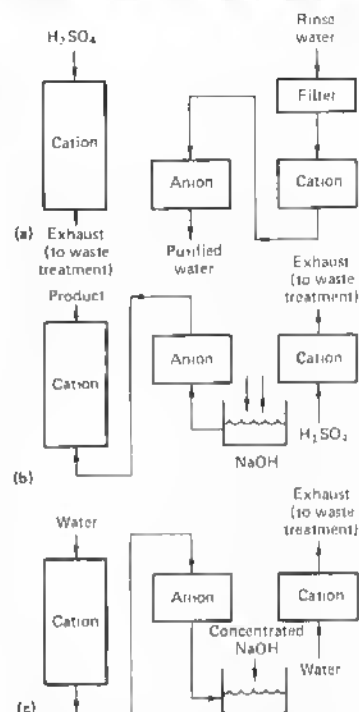 H2SO4
Rinse
water
Filter
Cation
Anion
Cation
(a) Exhaust
(to waste
treatment)
Purified
water
Product
Exhaust
(to waste
treatment)
Cation
Anion
Cation
NaOH
H2SO4
(b)
Water
Exhaust
(to waste
treatment)
Cation
Anion
Cation
Concentrated
NaOH
Water
(c)